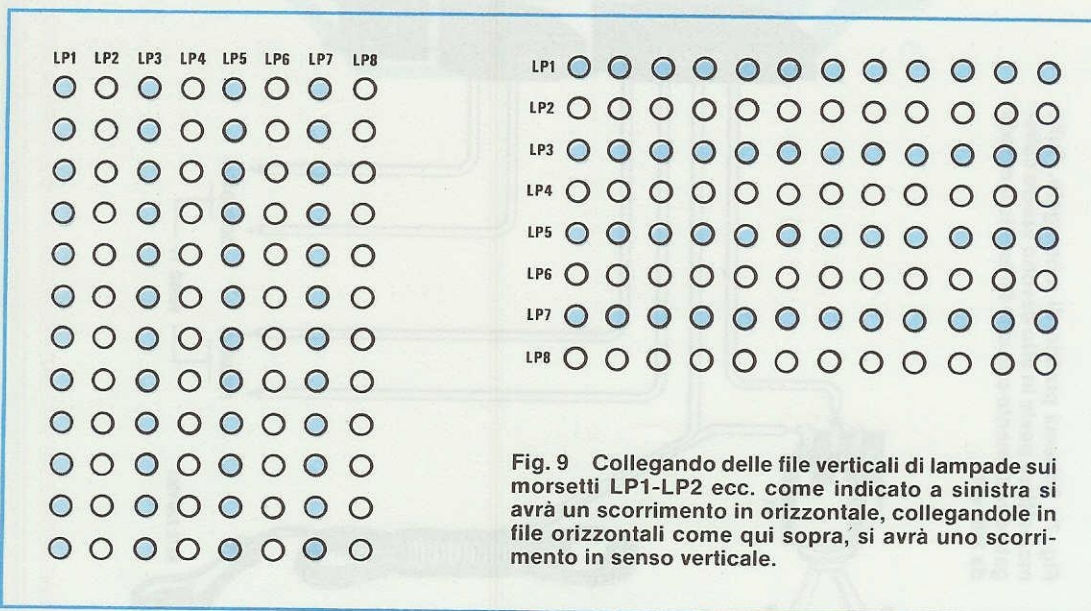 LP1 LP2 LP3 LP4 LP5 LP6 LP7 LP8
LP1
LP2
LP3
LP4
LP5
LP6
LP7
LP8
Fig. 9 Collegando delle file verticali di lampade sui
morsetti LP1-LP2 ecc. come indicato a sinistra si
avrà un scorrimento in orizzontale, collegandole in
file orizzontali come qui sopra, si avrà uno scorri-
mento in senso verticale.